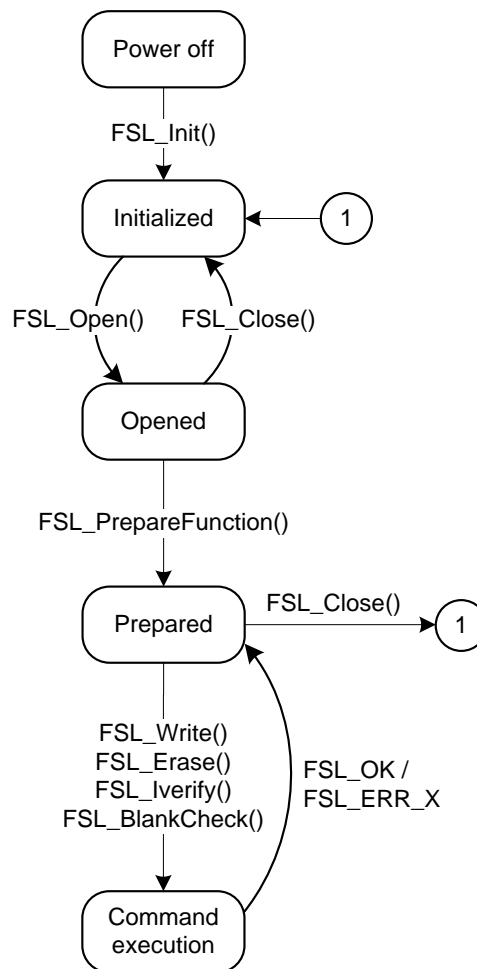 Power off
FSL_Init()
Initialized
1
FSL_Open()
FSL_Close()
Opened
FSL_PrepareFunction()
FSL_Close()
Prepared
1
FSL_Write()
FSL_Erase()
FSL_Iverify()
FSL_BlankCheck()
FSL_OK /
FSL_ERR_X
Command
execution